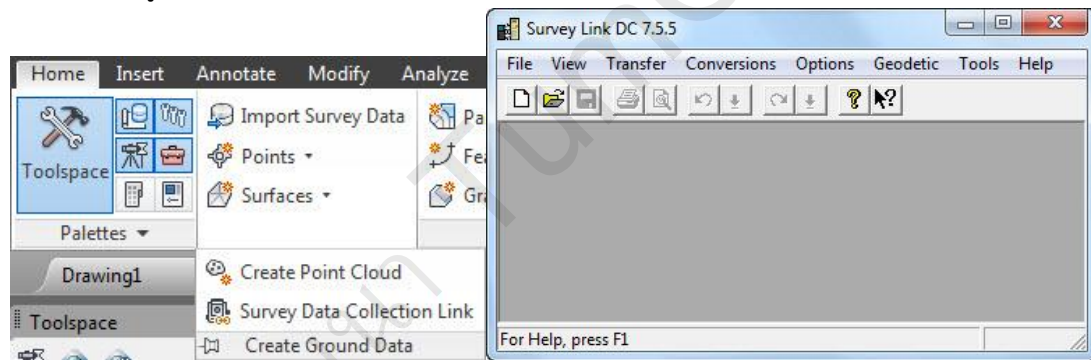 Home Insert Annotate Modify Analyze
Toolspace
Import Survey Data
Points
Surfaces
Palettes
Drawing1
Create Point Cloud
Survey Data Collection Link
Toolspace
Create Ground Data
Survey Link DC 7.5.5
File View Transfer Conversions Options Geodetic Tools Help
For Help, press F1